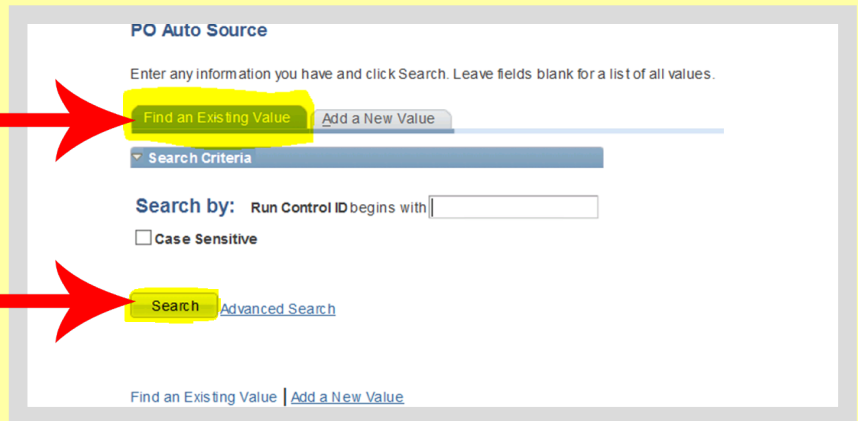 PO Auto Source
Enter any information you have and click Search. Leave fields blank for a list of all values.
Find an Existing Value Add a New Value
Search Criteria
Search by: Run Control ID begins with
Case Sensitive
Search Advanced Search
Find an Existing Value | Add a New Value